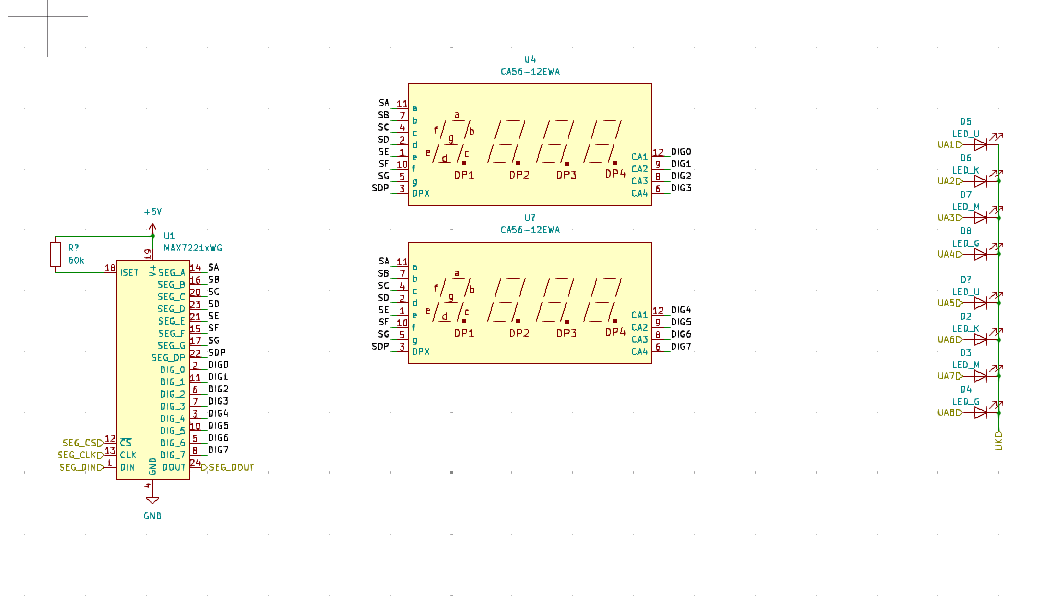 U4
CA56-12EWA
SA 11 a
SB 7 b
SC 4 c
SD 2 d
SE 1 e
SF 10 f
SG 5 g
SDP 3 DPX
a
f b
g
e d c
DP1 DP2 DP3 DP4
CA1 12 DIG0
CA2 9 DIG1
CA3 8 DIG2
CA4 6 DIG3
U?
CA56-12EWA
SA 11 a
SB 7 b
SC 4 c
SD 2 d
SE 1 e
SF 10 f
SG 5 g
SDP 3 DPX
a
f b
g
e d c
DP1 DP2 DP3 DP4
CA1 12 DIG4
CA2 9 DIG5
CA3 8 DIG6
CA4 6 DIG7
+5V
U1
MAX7221xWG
R?
60k
19
V+
18 ISET
SEG_A 14 SA
SEG_B 16 SB
SEG_C 20 SC
SEG_D 23 SD
SEG_E 21 SE
SEG_F 15 SF
SEG_G 17 SG
SEG_DP 22 SDP
DIG_0 2 DIG0
DIG_1 11 DIG1
DIG_2 6 DIG2
DIG_3 7 DIG3
DIG_4 3 DIG4
DIG_5 10 DIG5
DIG_6 5 DIG6
DIG_7 8 DIG7
SEG_CS 12 CS
SEG_CLK 13 CLK
SEG_DIN 1 DIN
DOUT 24 SEG_DOUT
GND
4
GND
D5
LED_U
UA1
D6
LED_K
UA2
D7
LED_M
UA3
D8
LED_G
UA4
D?
LED_U
UA5
D2
LED_K
UA6
D3
LED_M
UA7
D4
LED_G
UA8
UK